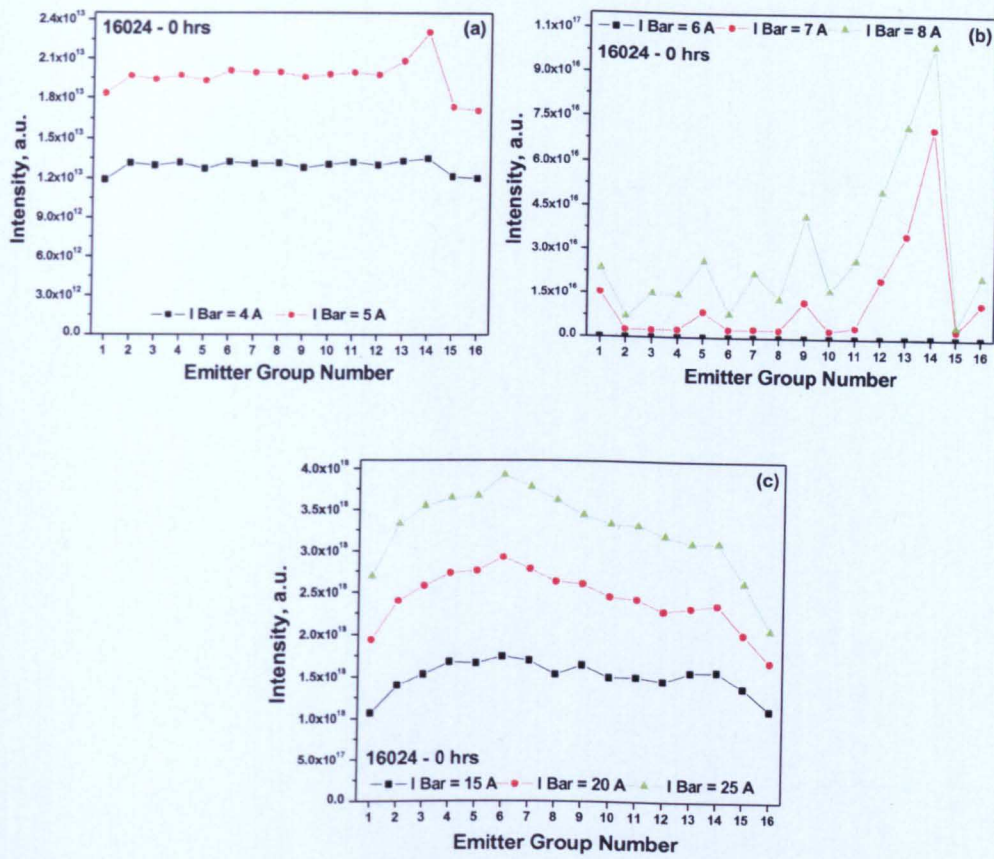 2.4x10¹³
16024 - 0 hrs
(a)
2.1x10¹³
1.8x10¹³
1.5x10¹³
1.2x10¹³
9.0x10¹²
6.0x10¹²
3.0x10¹²
0.0
Intensity, a.u.
I Bar = 4 A
I Bar = 5 A
1 2 3 4 5 6 7 8 9 10 11 12 13 14 15 16
Emitter Group Number
1.1x10¹⁷
I Bar = 6 A
I Bar = 7 A
I Bar = 8 A
(b)
16024 - 0 hrs
9.0x10¹⁶
7.5x10¹⁶
6.0x10¹⁶
4.5x10¹⁶
3.0x10¹⁶
1.5x10¹⁶
0.0
Intensity, a.u.
1 2 3 4 5 6 7 8 9 10 11 12 13 14 15 16
Emitter Group Number
4.0x10¹⁸
(c)
3.5x10¹⁸
3.0x10¹⁸
2.5x10¹⁸
2.0x10¹⁸
1.5x10¹⁸
1.0x10¹⁸
5.0x10¹⁷
0.0
Intensity, a.u.
16024 - 0 hrs
I Bar = 15 A
I Bar = 20 A
I Bar = 25 A
1 2 3 4 5 6 7 8 9 10 11 12 13 14 15 16
Emitter Group Number